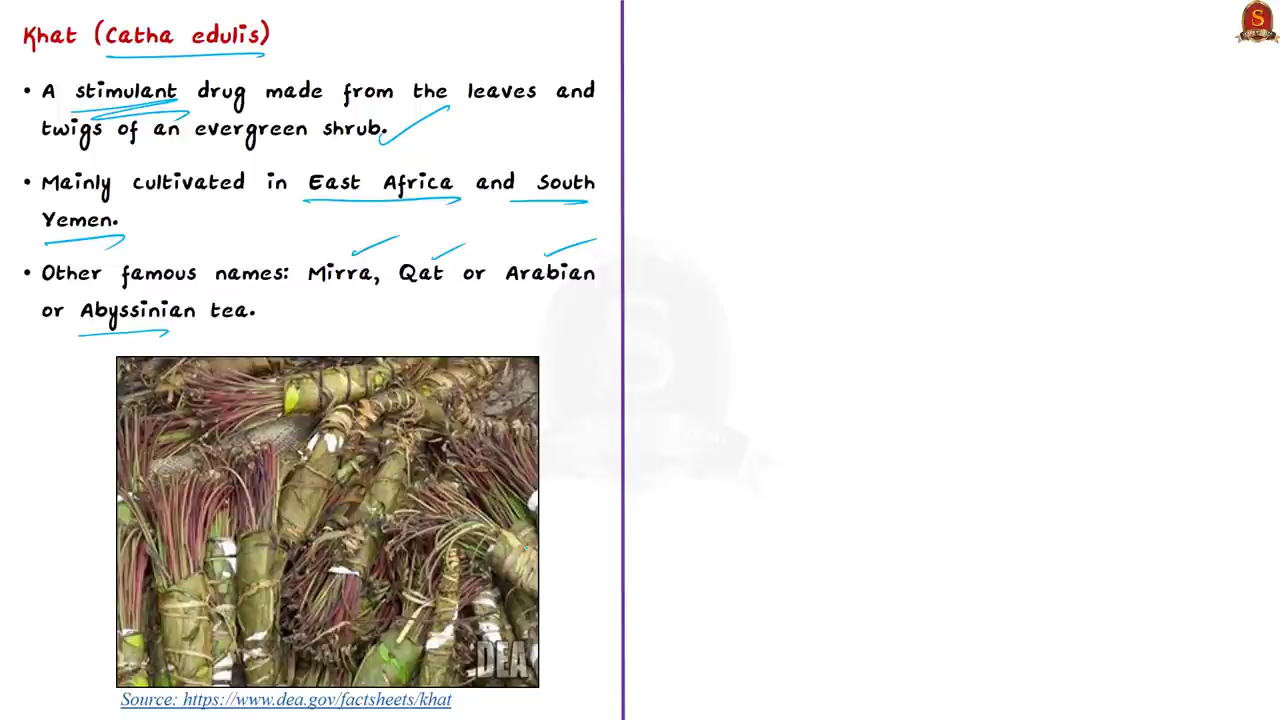 Khat (Catha edulis)
• A stimulant drug made from the leaves and
twigs of an evergreen shrub.
• Mainly cultivated in East Africa and South
Yemen.
• Other famous names: Mirra, Qat or Arabian
or Abyssinian tea.
DEA
Source: https://www.dea.gov/factsheets/khat
S
S